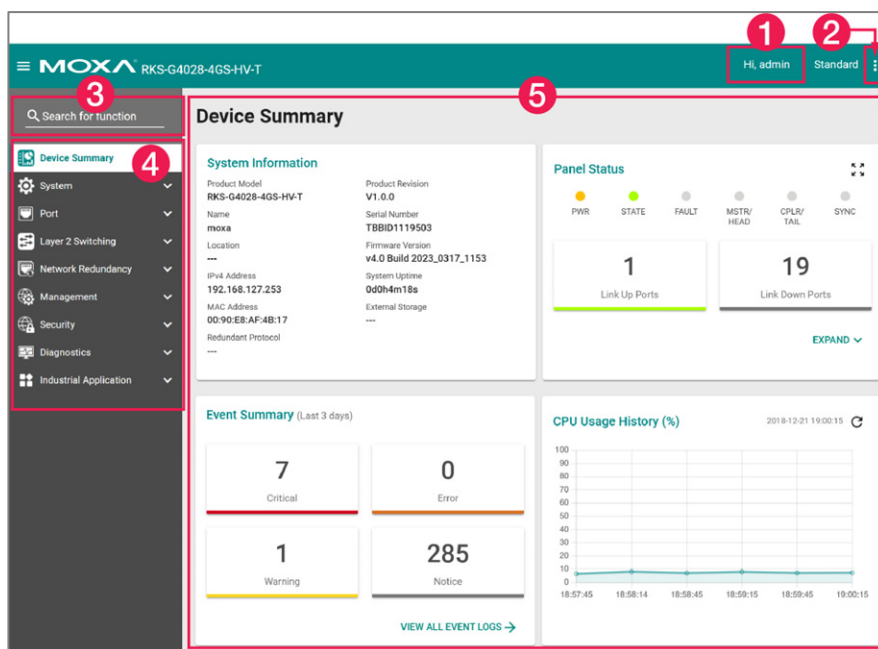 1
2
MOXA RKS-G4028-4GS-HV-T
Hi, admin
Standard
3
5
Search for function
Device Summary
4
Device Summary
System
Port
Layer 2 Switching
Network Redundancy
Management
Security
Diagnostics
Industrial Application
System Information
Product Model
RKS-G4028-4GS-HV-T
Product Revision
V1.0.0
Name
moxa
Serial Number
TBBID1119503
Location
---
Firmware Version
v4.0 Build 2023_0317_1153
IPv4 Address
192.168.127.253
System Uptime
0d0h4m18s
MAC Address
00:90:E8:AF:4B:17
External Storage
---
Redundant Protocol
---
Panel Status
PWR
STATE
FAULT
MSTR/
HEAD
CPLR/
TAIL
SYNC
1
Link Up Ports
19
Link Down Ports
EXPAND
Event Summary (Last 3 days)
7
Critical
0
Error
1
Warning
285
Notice
VIEW ALL EVENT LOGS
CPU Usage History (%)
2018-12-21 19:00:15
100
90
80
70
60
50
40
30
20
10
0
18:57:45
18:58:14
18:58:45
18:59:15
18:59:45
19:00:15